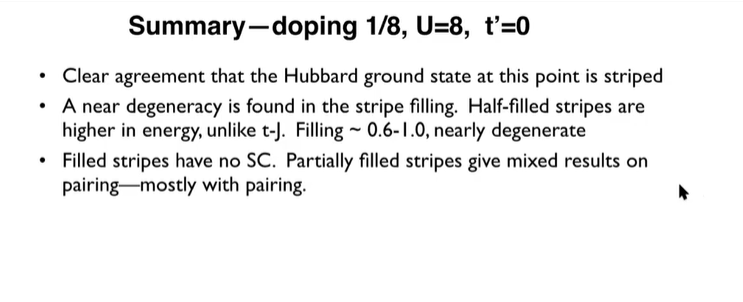 Summary—doping 1/8, U=8, t’=0
• Clear agreement that the Hubbard ground state at this point is striped
• A near degeneracy is found in the stripe filling. Half-filled stripes are
higher in energy, unlike t-J. Filling ~ 0.6-1.0, nearly degenerate
• Filled stripes have no SC. Partially filled stripes give mixed results on
pairing—mostly with pairing.